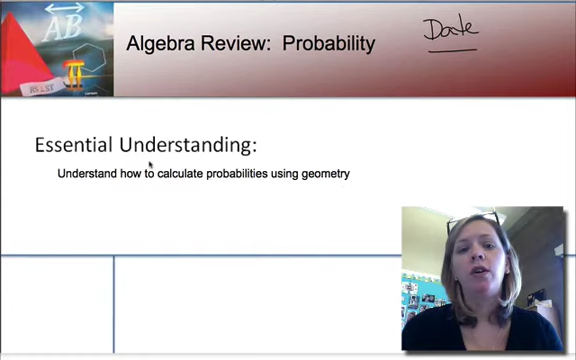 AB
Algebra Review: Probability
Date
π
Essential Understanding:
Understand how to calculate probabilities using geometry